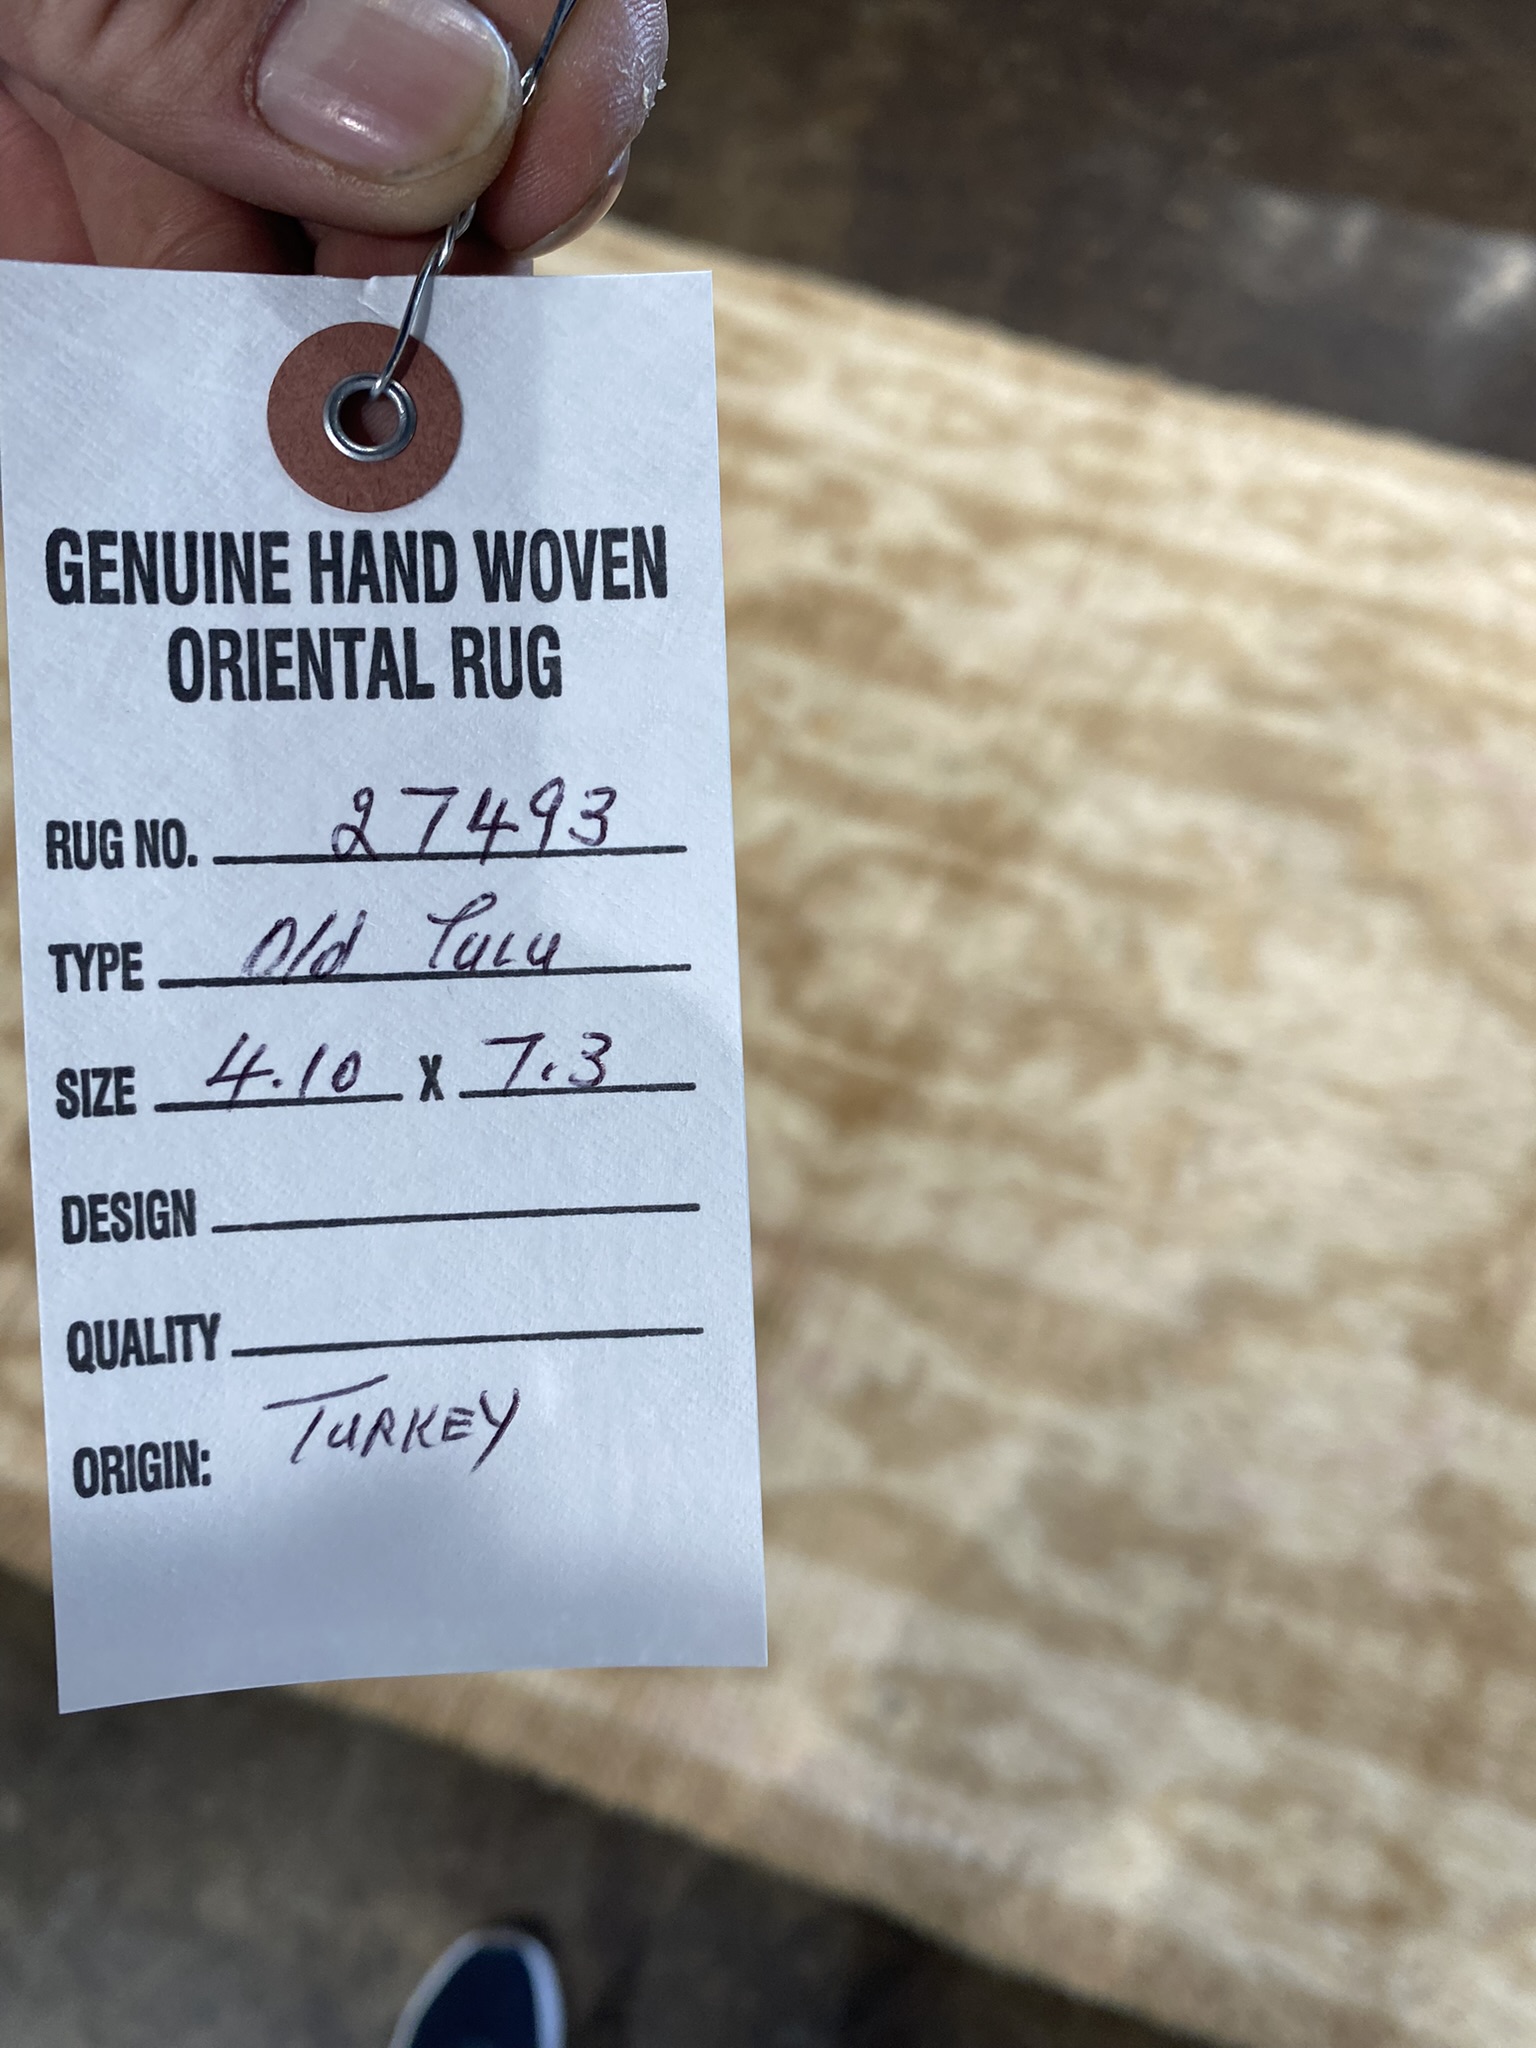 GENUINE HAND WOVEN
ORIENTAL RUG
RUG NO. 27493
TYPE Old Tulu
SIZE 4.10 X 7.3
DESIGN
QUALITY
ORIGIN: TURKEY